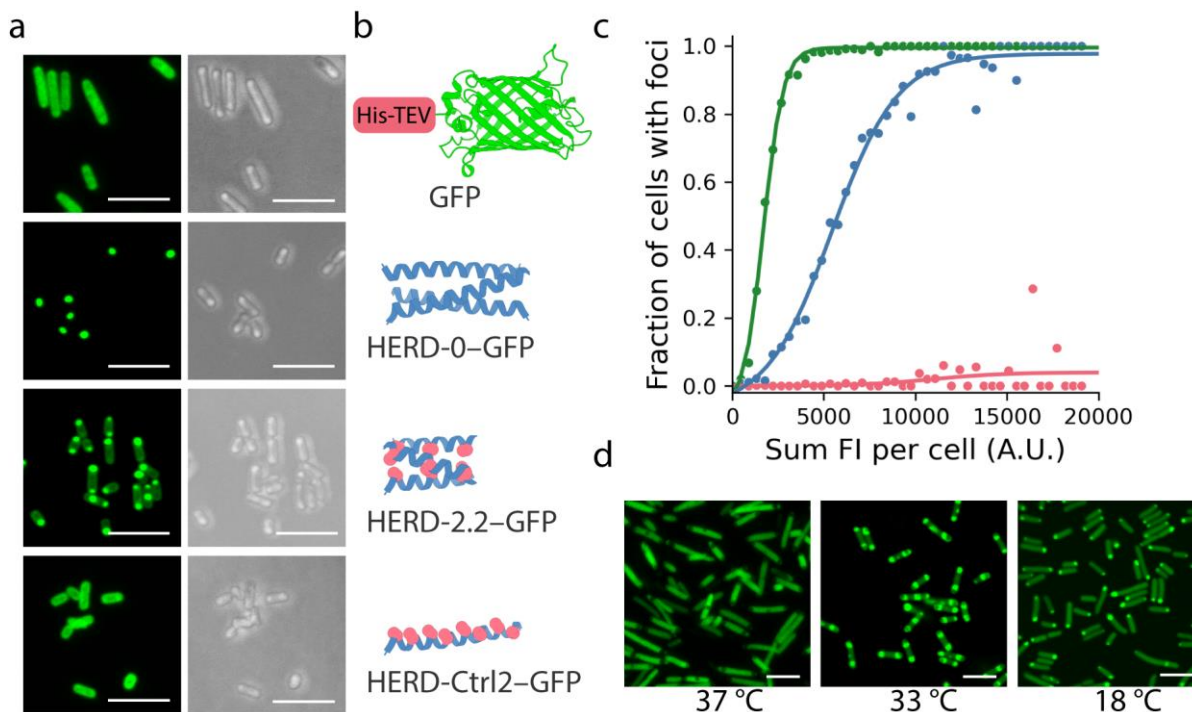 a
b
His-TEV
GFP
HERD-0–GFP
HERD-2.2–GFP
HERD-Ctrl2–GFP
c
Fraction of cells with foci
1.0
0.8
0.6
0.4
0.2
0.0
0
5000
10000
15000
20000
Sum FI per cell (A.U.)
d
37 °C
33 °C
18 °C